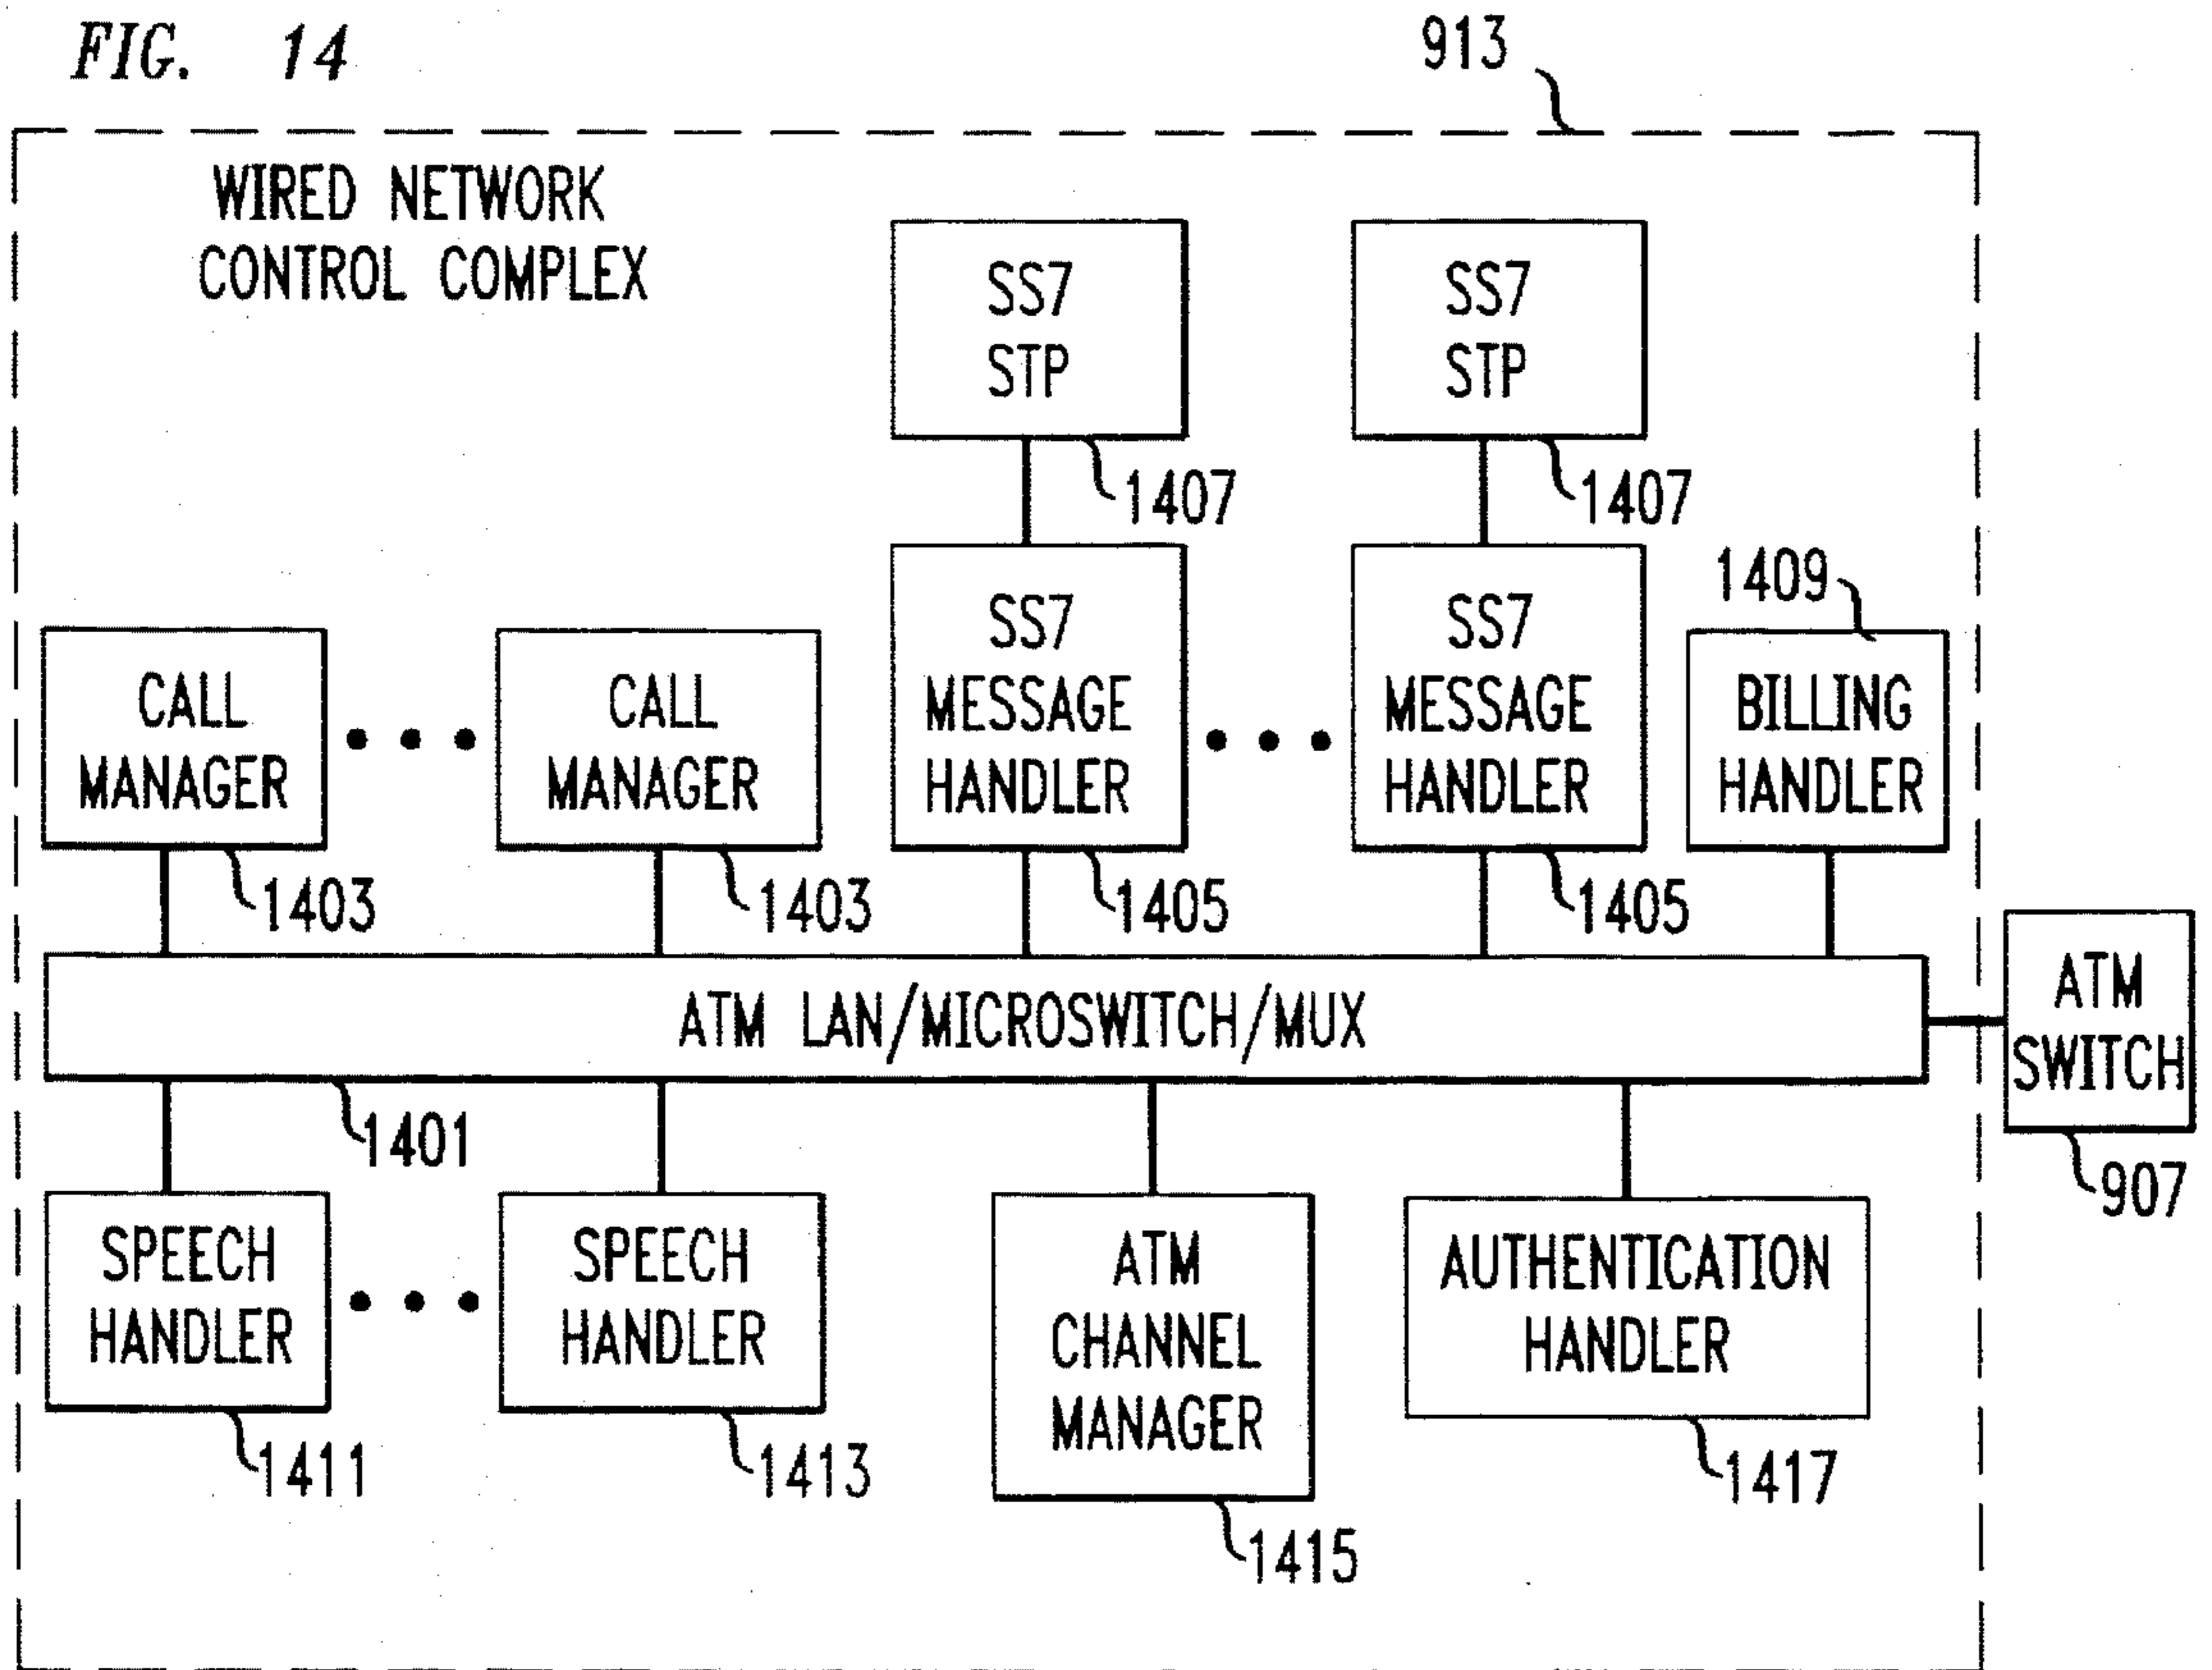 FIG. 14
913
WIRED NETWORK
CONTROL COMPLEX
SS7
STP
SS7
STP
1407
1407
1409
CALL
MANAGER
CALL
MANAGER
SS7
MESSAGE
HANDLER
SS7
MESSAGE
HANDLER
BILLING
HANDLER
1403
1403
1405
1405
ATM LAN/MICROSWITCH/MUX
ATM
SWITCH
1401
907
SPEECH
HANDLER
SPEECH
HANDLER
ATM
CHANNEL
MANAGER
AUTHENTICATION
HANDLER
1411
1413
1415
1417